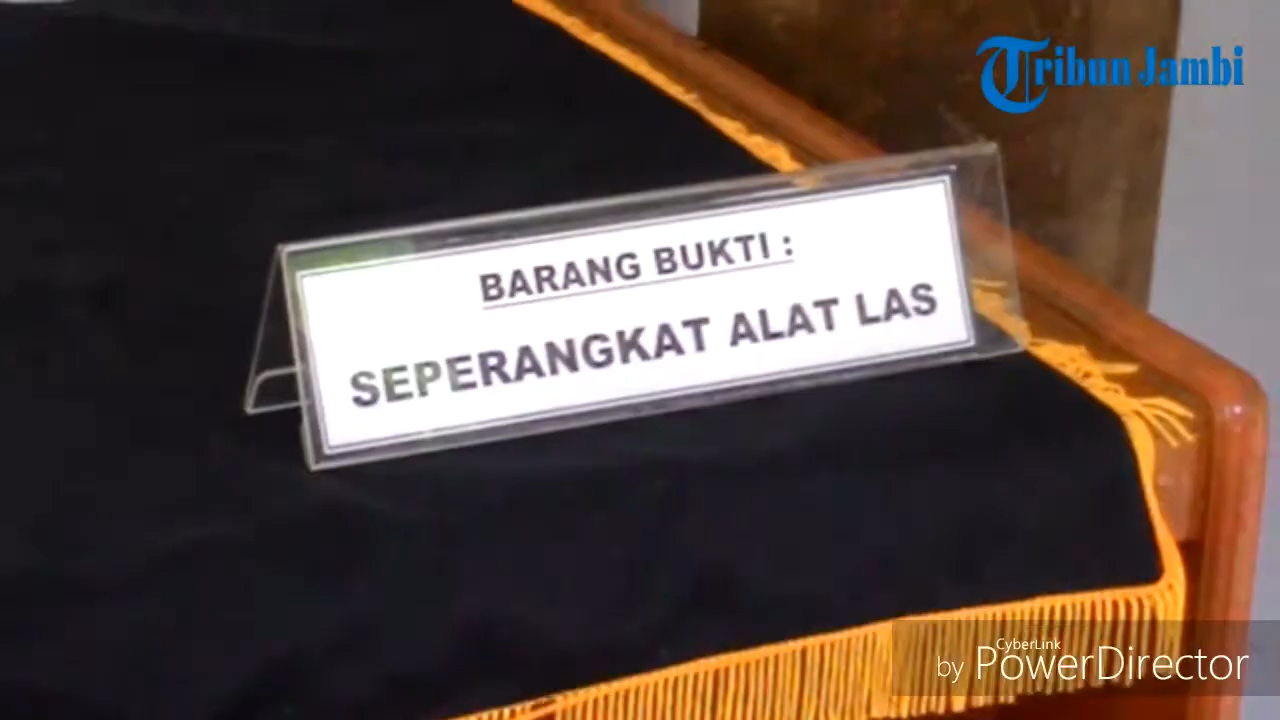 Tribun Jambi
BARANG BUKTI :
SEPERANGKAT ALAT LAS
CyberLink
by PowerDirector